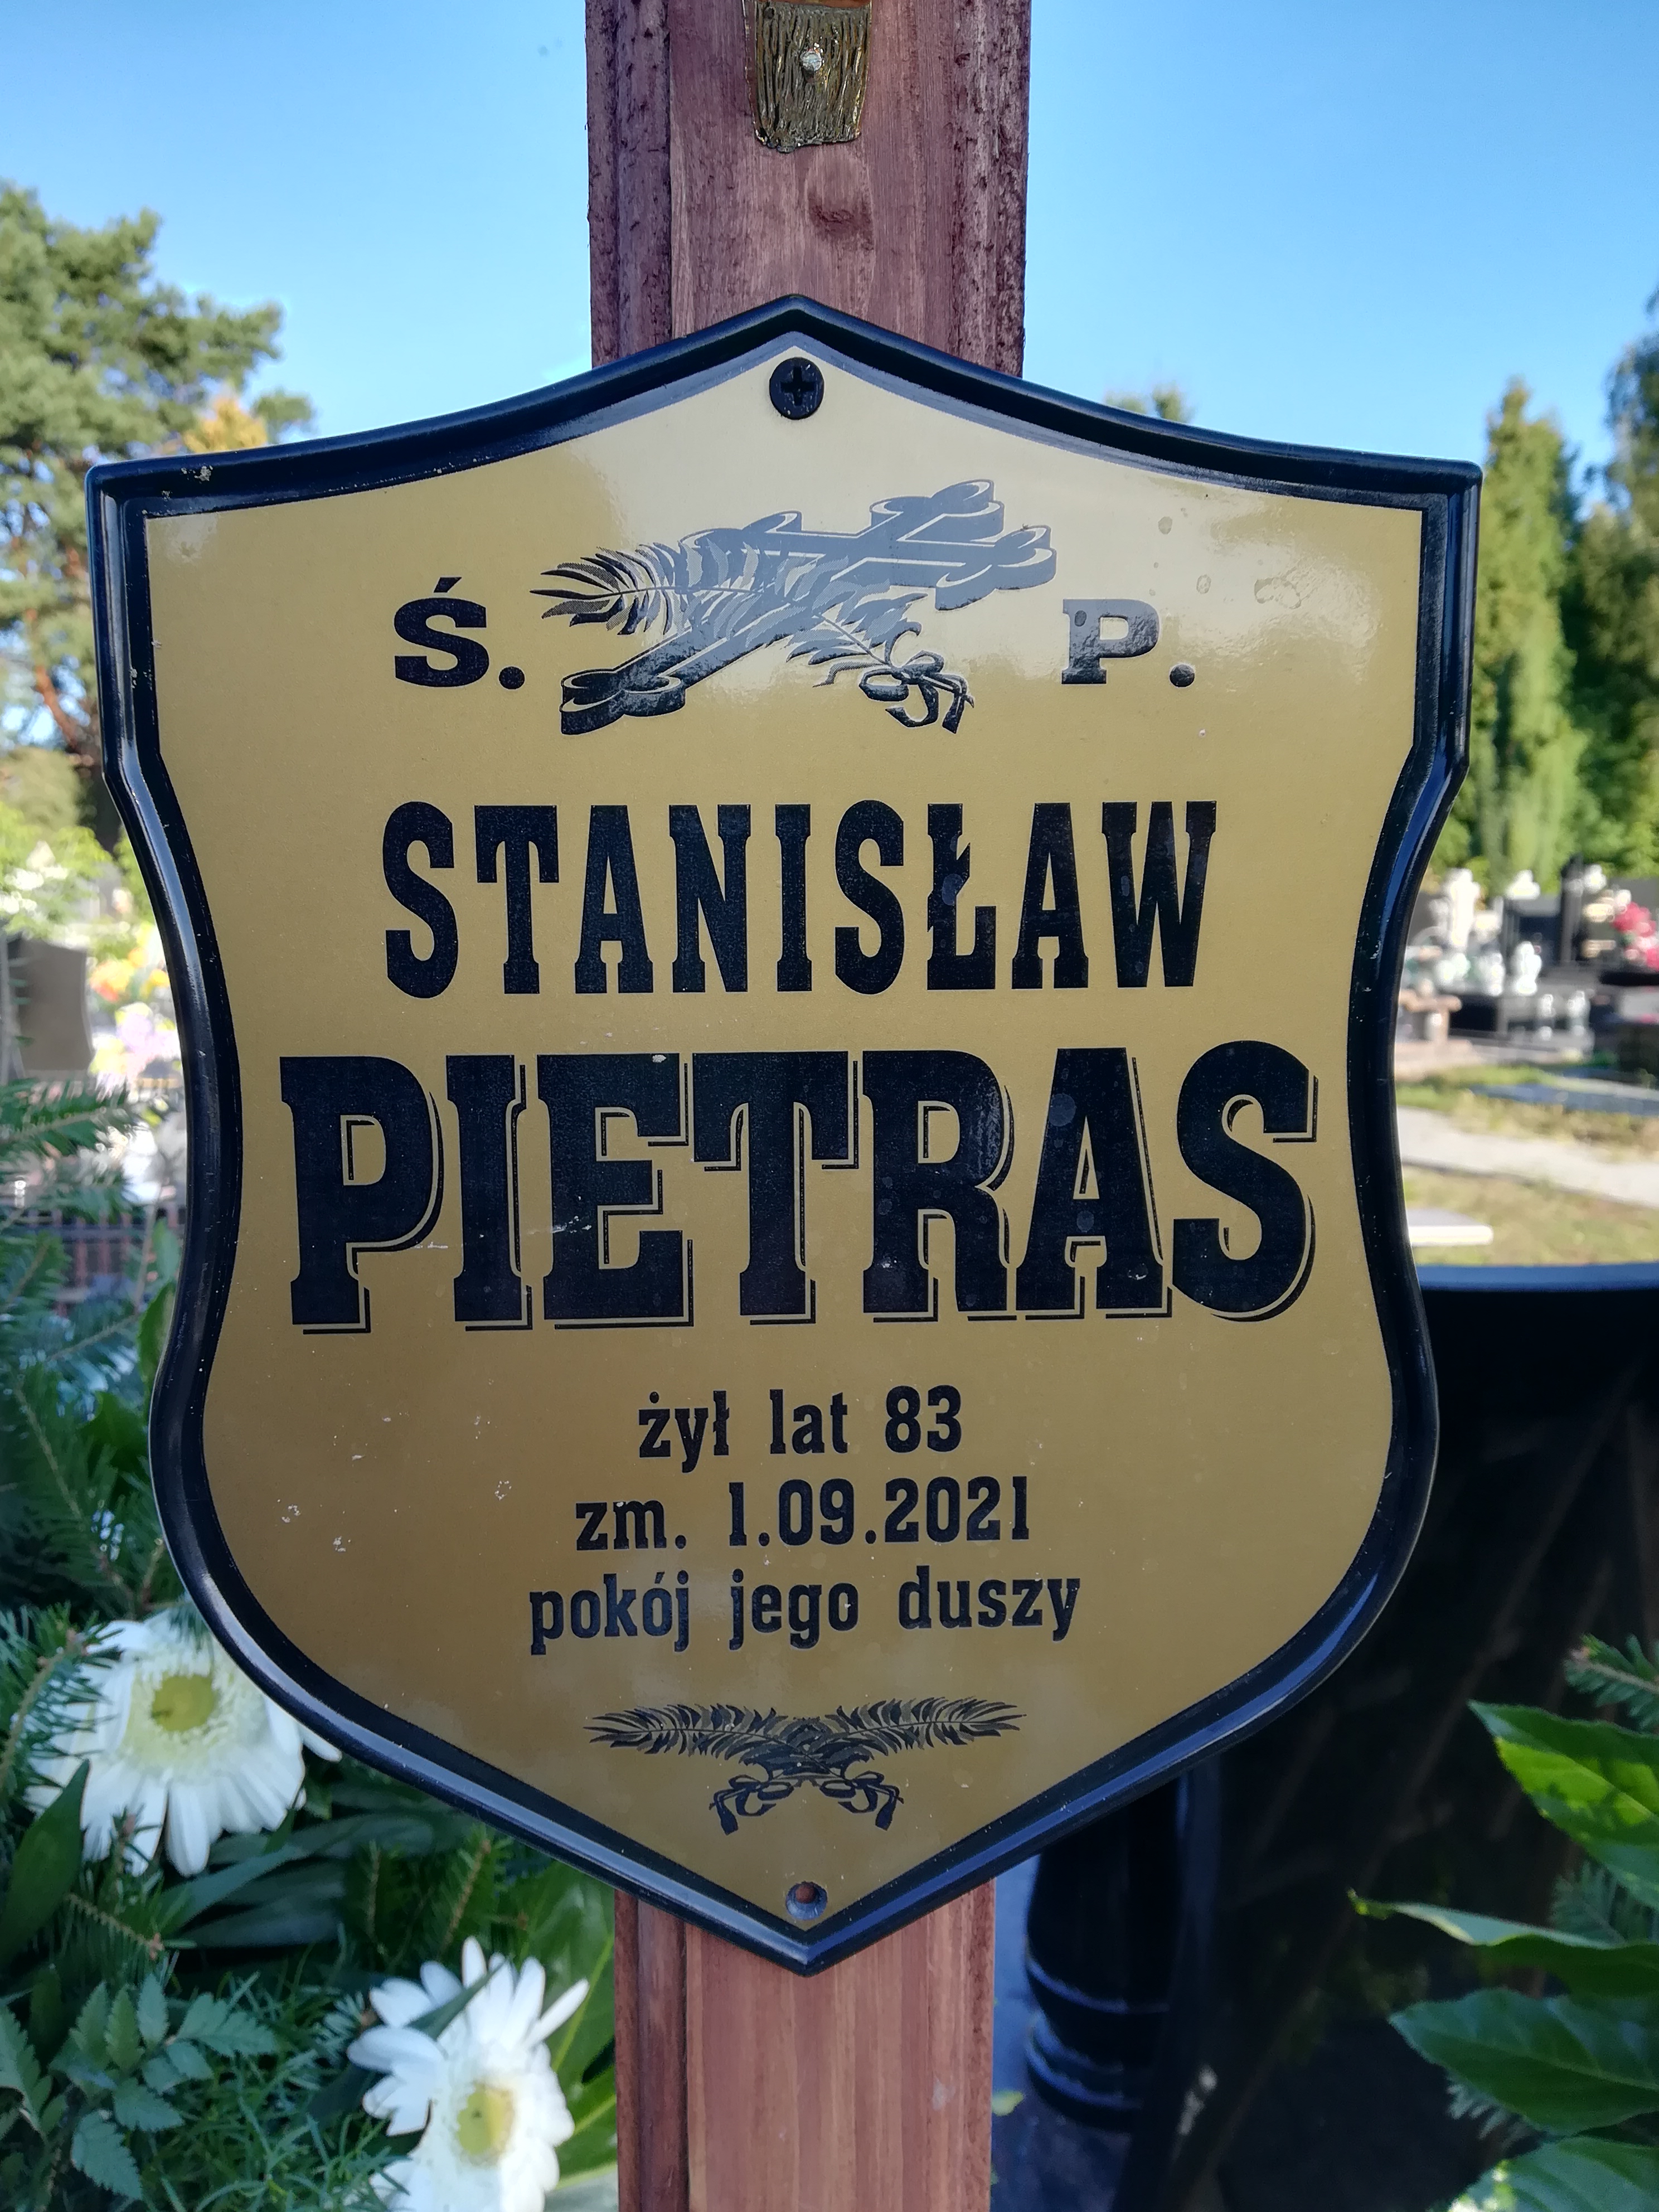 Ś. P.
STANISŁAW
PIETRAS
żył lat 83
zm. 1.09.2021
pokój jego duszy